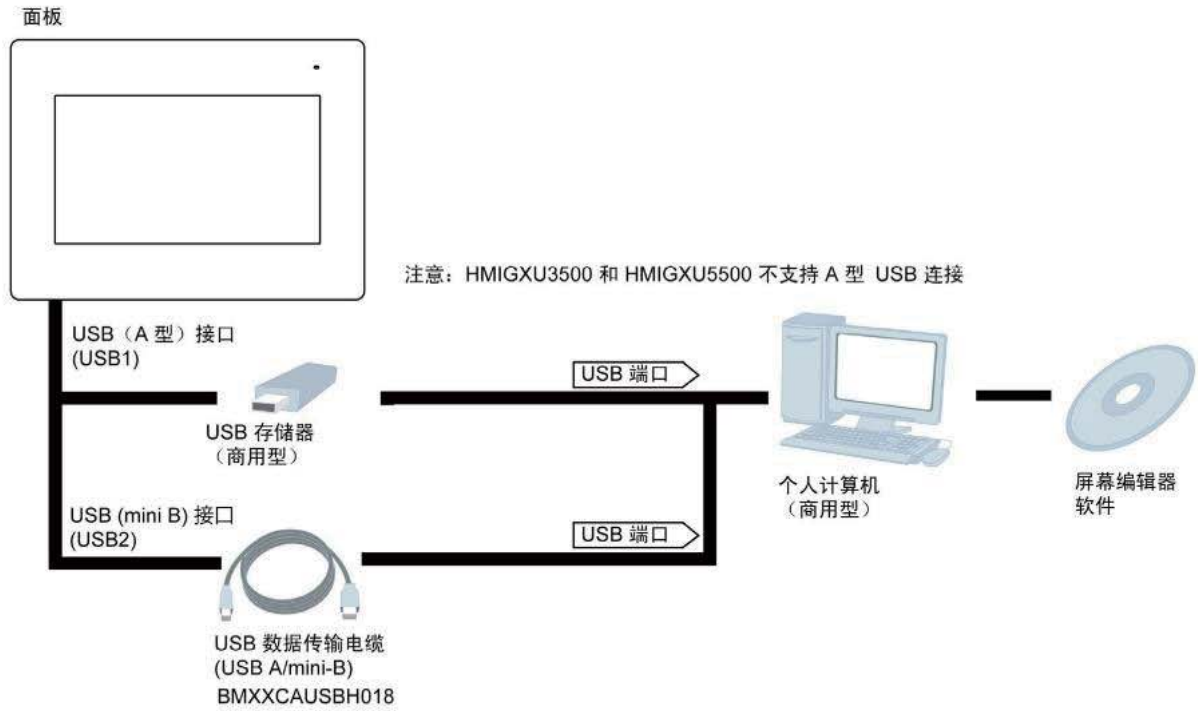 面板
注意：HMIGXU3500 和 HMIGXU5500 不支持 A 型 USB 连接
USB（A 型）接口
(USB1)
USB 端口
USB 存储器
（商用型）
个人计算机
（商用型）
屏幕编辑器
软件
USB (mini B) 接口
(USB2)
USB 端口
USB 数据传输电缆
(USB A/mini-B)
BMXXCAUSBH018